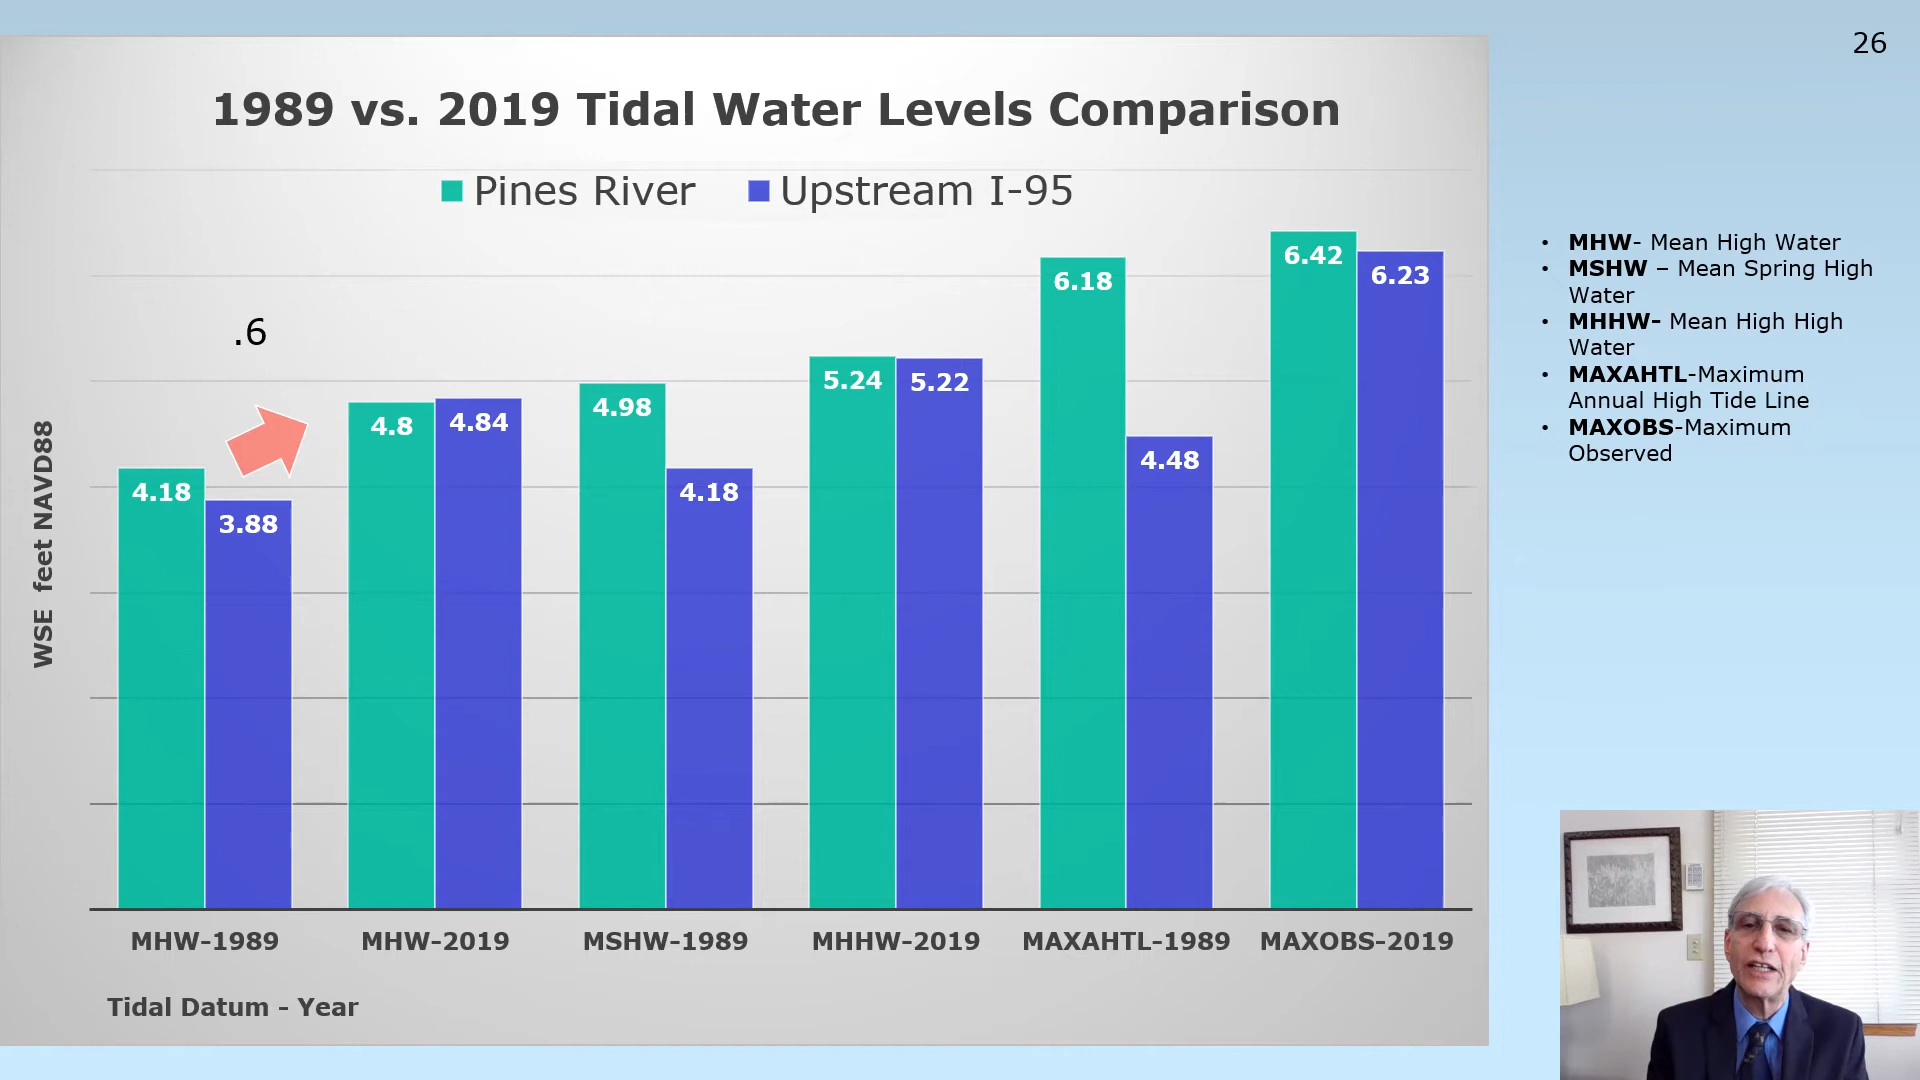 26
1989 vs. 2019 Tidal Water Levels Comparison
Pines River Upstream I-95
.6
WSE feet NAVD88
4.18
3.88
4.8
4.84
4.98
4.18
5.24
5.22
6.18
4.48
6.42
6.23
MHW-1989 MHW-2019 MSHW-1989 MHHW-2019 MAXAHTL-1989 MAXOBS-2019
Tidal Datum - Year
• MHW- Mean High Water
• MSHW – Mean Spring High
Water
• MHHW- Mean High High
Water
• MAXAHTL-Maximum
Annual High Tide Line
• MAXOBS-Maximum
Observed